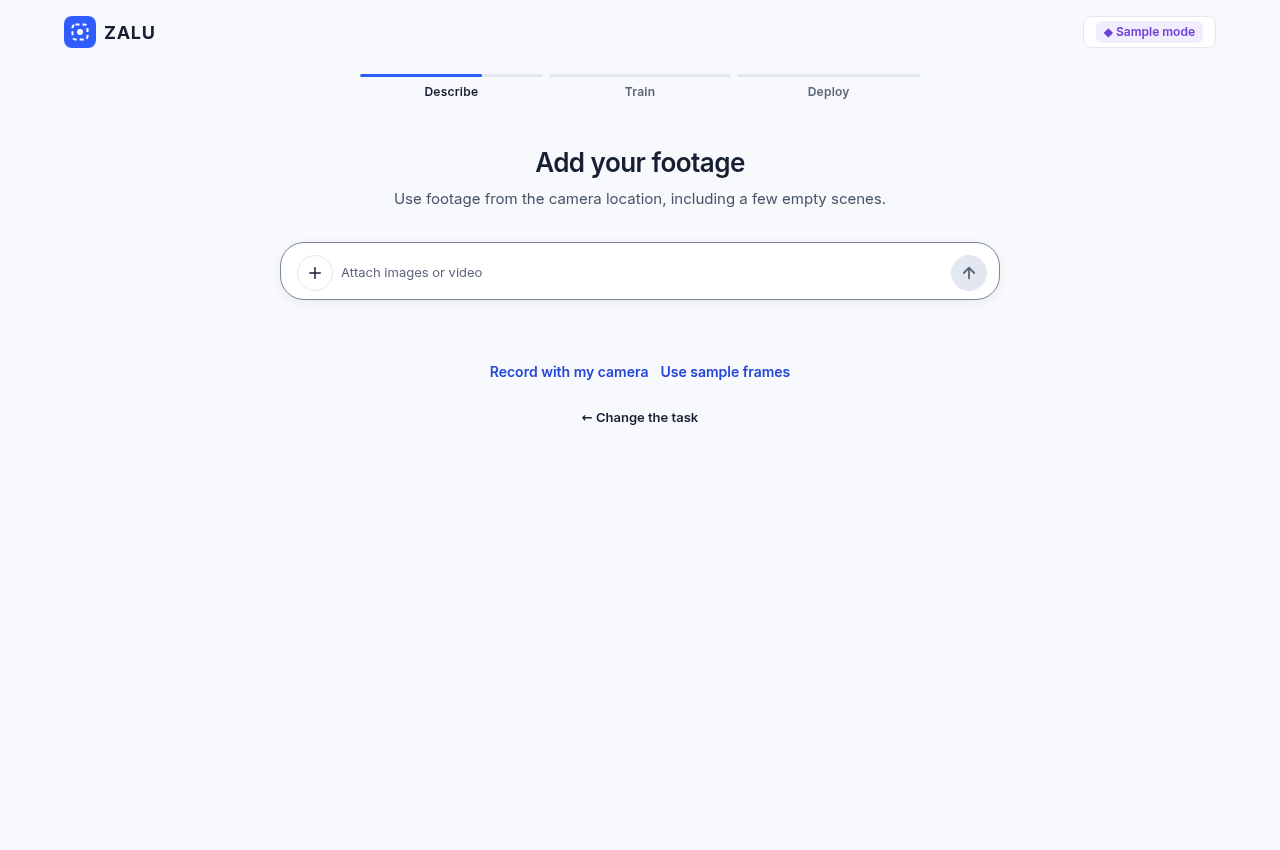 ZALU
◆ Sample mode
Describe
Train
Deploy
Add your footage
Use footage from the camera location, including a few empty scenes.
Attach images or video
Record with my camera
Use sample frames
← Change the task